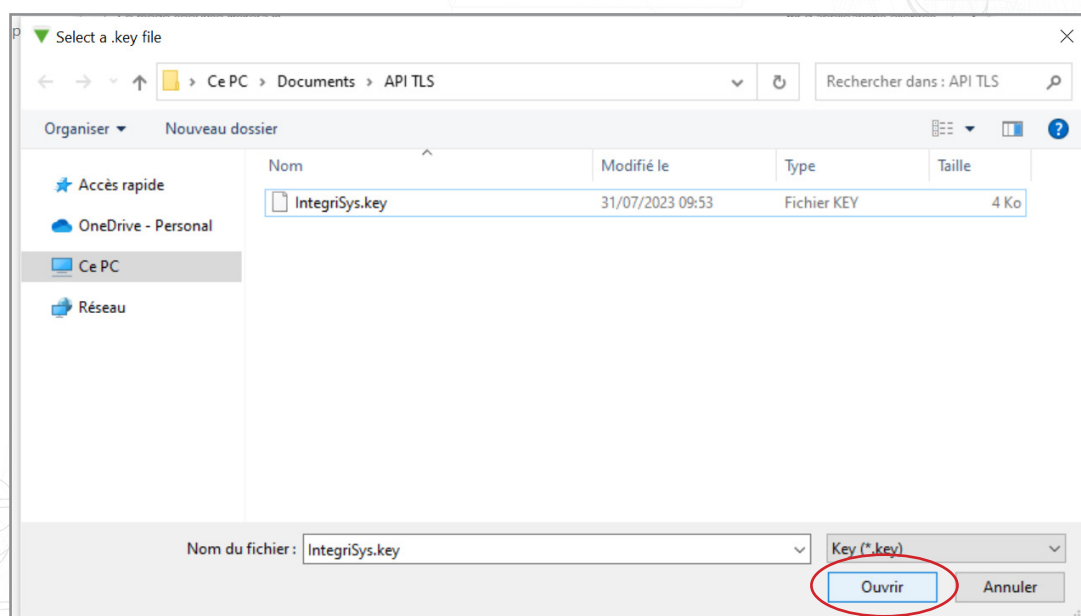 Select a .key file
Ce PC > Documents > API TLS
Rechercher dans : API TLS
Organiser
Nouveau dossier
Nom
Modifié le
Type
Taille
Accès rapide
OneDrive - Personal
Ce PC
Réseau
IntegriSys.key
31/07/2023 09:53
Fichier KEY
4 Ko
Nom du fichier :
IntegriSys.key
Key (*.key)
Ouvrir
Annuler